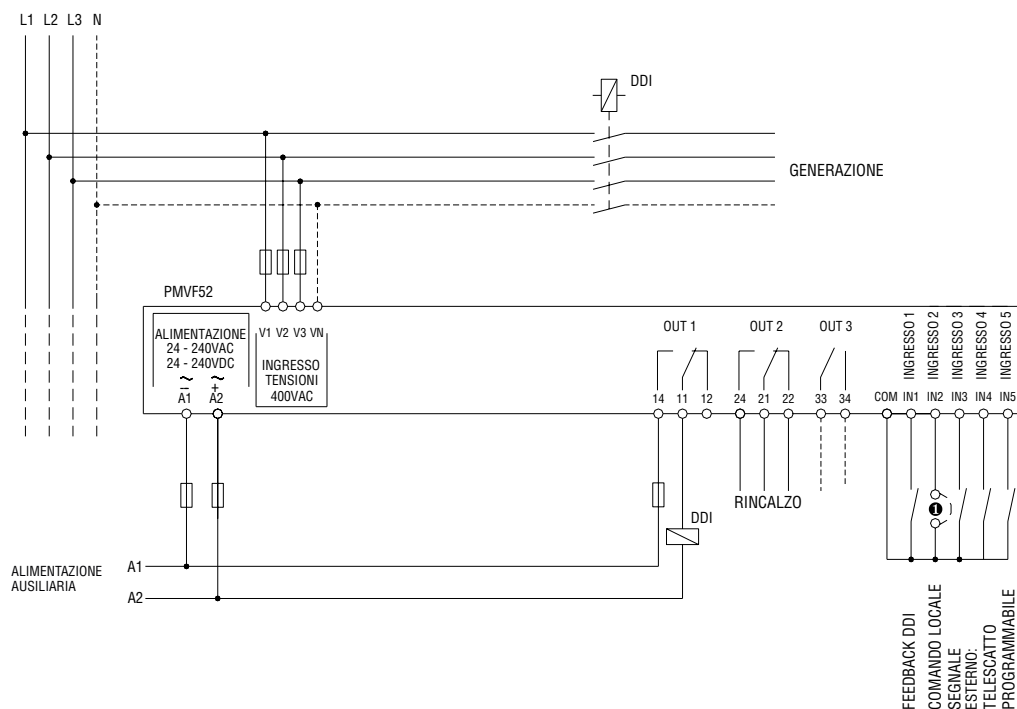 L1 L2 L3 N
DDI
GENERAZIONE
PMVF52
ALIMENTAZIONE
24 - 240VAC
24 - 240VDC
~ ~
- +
A1 A2
V1 V2 V3 VN
INGRESSO
TENSIONI
400VAC
OUT 1 OUT 2 OUT 3
14 11 12 24 21 22 33 34
INGRESSO 1
INGRESSO 2
INGRESSO 3
INGRESSO 4
INGRESSO 5
COM IN1 IN2 IN3 IN4 IN5
RINCALZO
DDI
1
ALIMENTAZIONE
AUSILIARIA
A1
A2
FEEDBACK DDI
COMANDO LOCALE
SEGNALE
ESTERNO:
TELESCATTO
PROGRAMMABILE